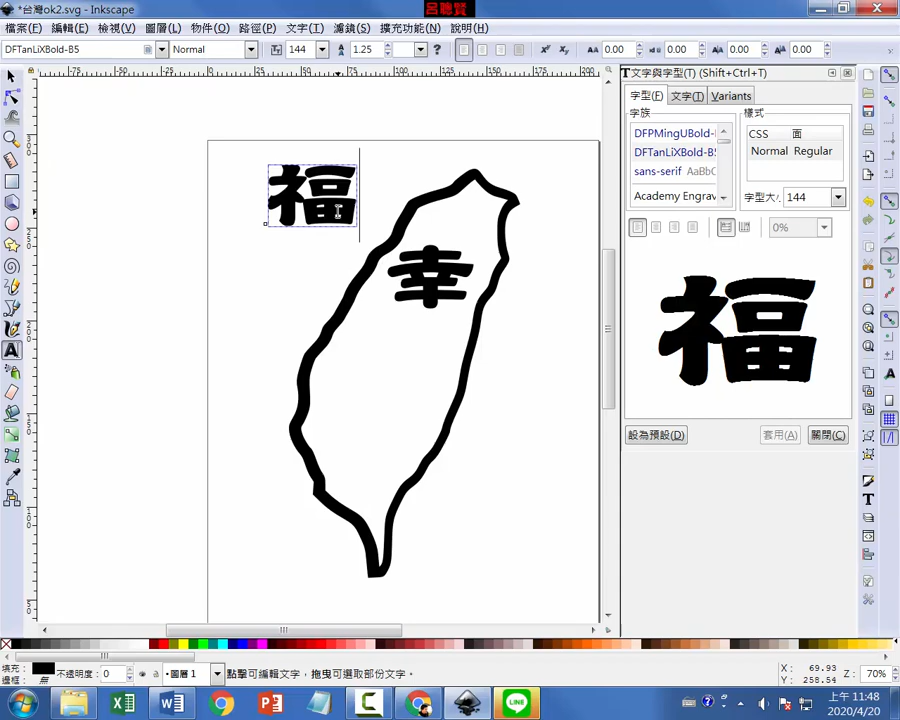 *台灣ok2.svg - Inkscape
呂聰賢
檔案(F) 編輯(E) 檢視(V) 圖層(L) 物件(O) 路徑(P) 文字(T) 濾鏡(S) 擴充功能(N) 說明(H)
DFTanLiXBold-B5 Normal 144 1.25 0.00 0.00 0.00 0.00
文字與字型(T) (Shift+Ctrl+T)
字型(F) 文字(T) Variants
字族 樣式
DFPMingUBold-
DFTanLiXBold-B5
sans-serif AaBbC
Academy Engrav
CSS 面
Normal Regular
字型大小 144
0%
福
幸
福
設為預設(D) 套用(A) 關閉(C)
填充:
邊框:
不透明度: 0
圖層 1
點擊可編輯文字，拖曳可選取部份文字。
X: 69.93
Y: 258.54
Z: 70%
上午 11:48
2020/4/20